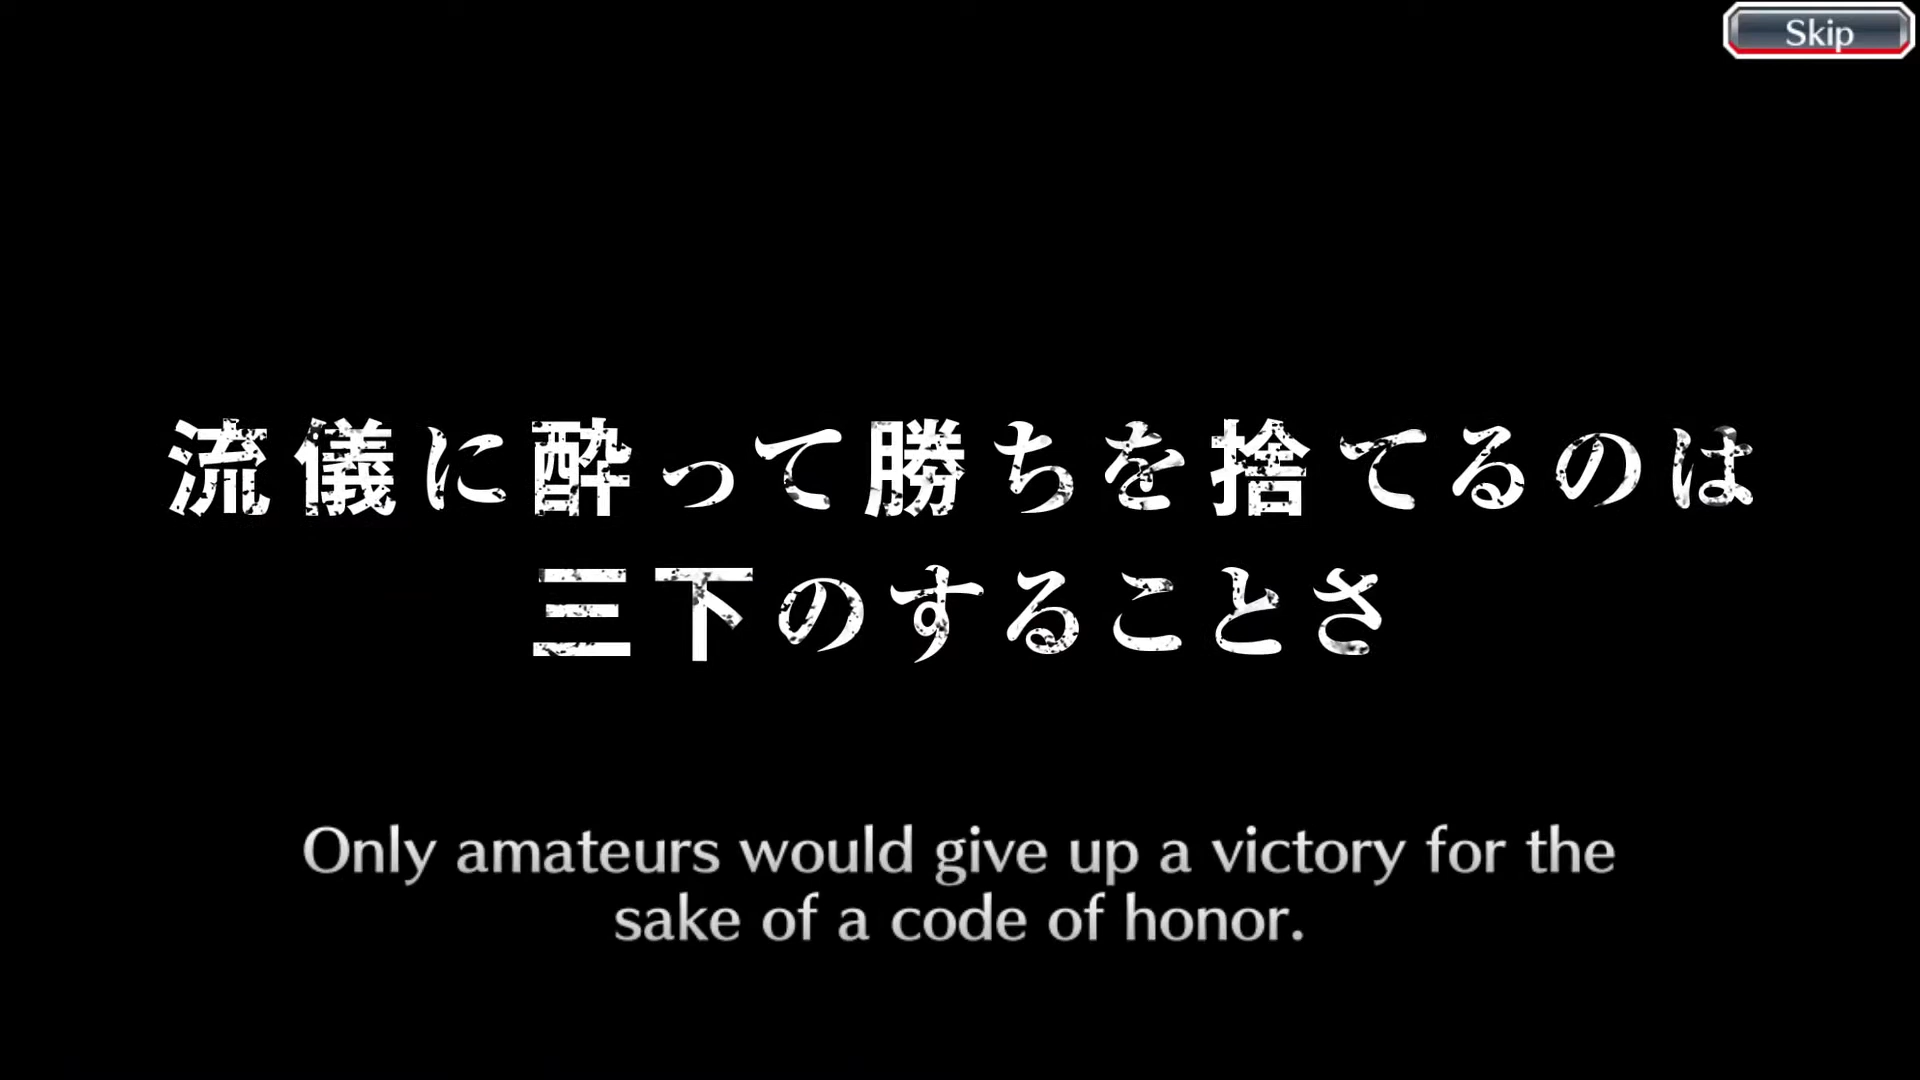 Skip
流儀に酔って勝ちを捨てるのは
三下のすることさ
Only amateurs would give up a victory for the
sake of a code of honor.